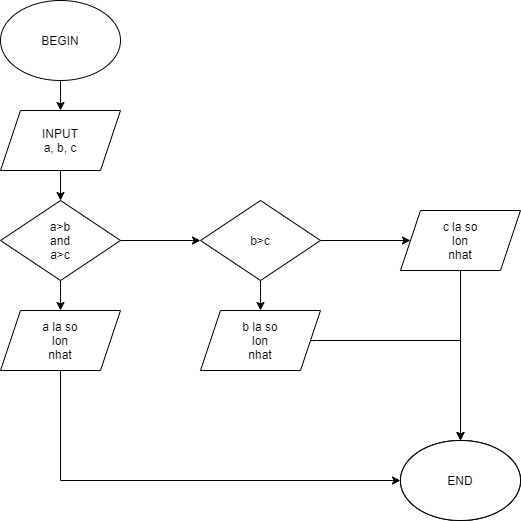 BEGIN
INPUT
a, b, c
a>b
and
a>c
b>c
c la so
lon
nhat
a la so
lon
nhat
b la so
lon
nhat
END